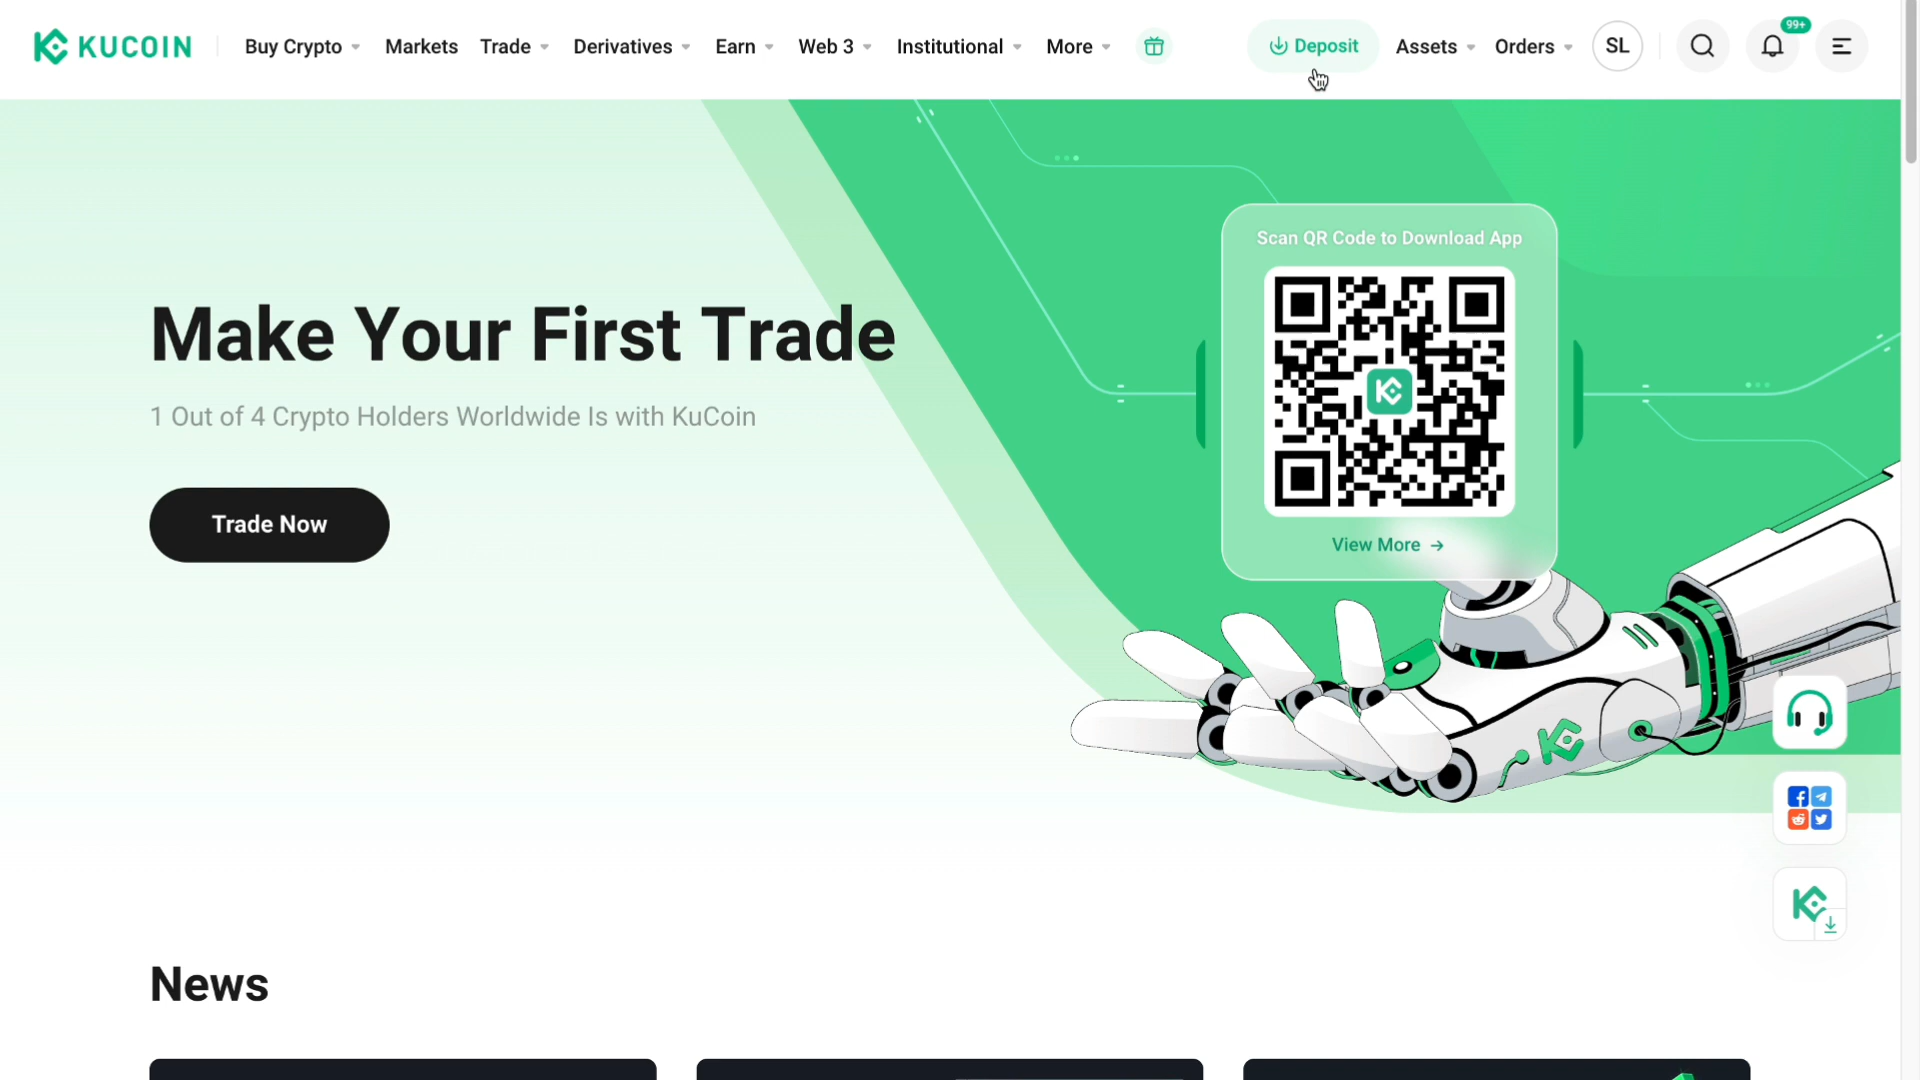 KUCOIN
Buy Crypto
Markets
Trade
Derivatives
Earn
Web 3
Institutional
More
Deposit
Assets
Orders
SL
99+
Scan QR Code to Download App
View More →
Make Your First Trade
1 Out of 4 Crypto Holders Worldwide Is with KuCoin
Trade Now
News